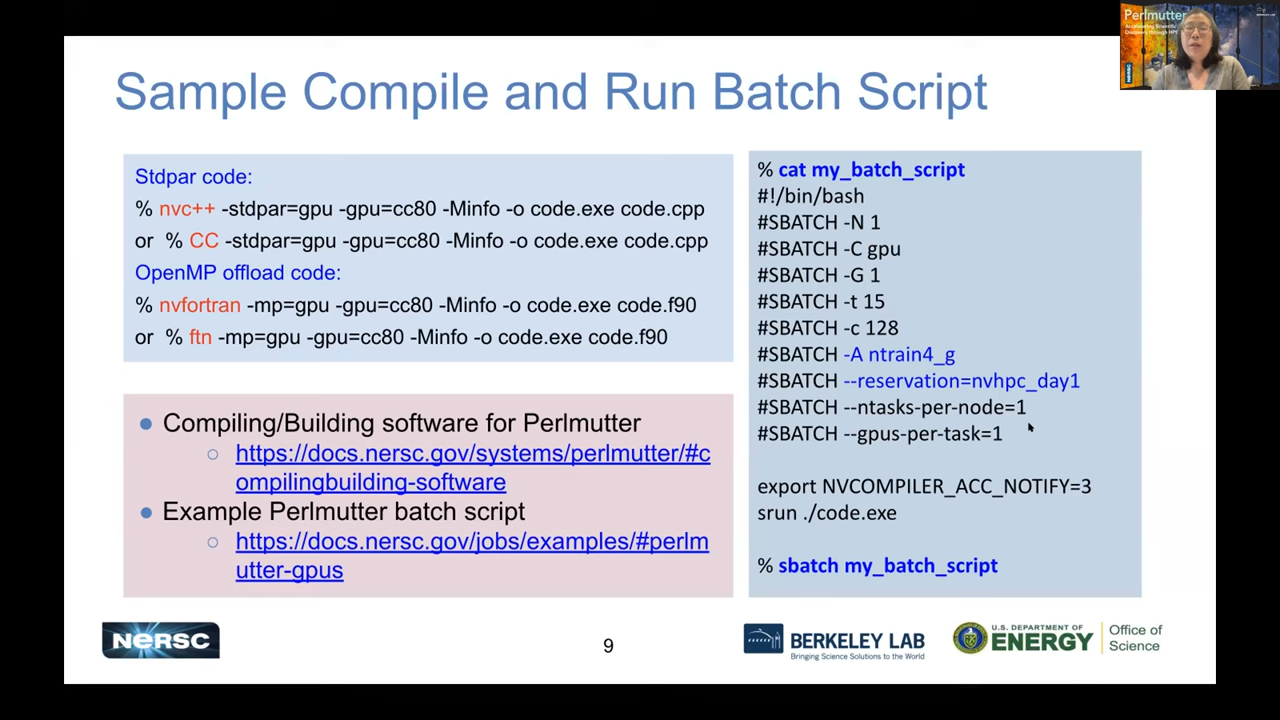 Sample Compile and Run Batch Script
Stdpar code:
% nvc++ -stdpar=gpu -gpu=cc80 -Minfo -o code.exe code.cpp
or % CC -stdpar=gpu -gpu=cc80 -Minfo -o code.exe code.cpp
OpenMP offload code:
% nvfortran -mp=gpu -gpu=cc80 -Minfo -o code.exe code.f90
or % ftn -mp=gpu -gpu=cc80 -Minfo -o code.exe code.f90
● Compiling/Building software for Perlmutter
○ https://docs.nersc.gov/systems/perlmutter/#c
ompilingbuilding-software
● Example Perlmutter batch script
○ https://docs.nersc.gov/jobs/examples/#perlm
utter-gpus
% cat my_batch_script
#!/bin/bash
#SBATCH -N 1
#SBATCH -C gpu
#SBATCH -G 1
#SBATCH -t 15
#SBATCH -c 128
#SBATCH -A ntrain4_g
#SBATCH --reservation=nvhpc_day1
#SBATCH --ntasks-per-node=1
#SBATCH --gpus-per-task=1
export NVCOMPILER_ACC_NOTIFY=3
srun ./code.exe
% sbatch my_batch_script
NERSC
9
BERKELEY LAB
Bringing Science Solutions to the World
U.S. DEPARTMENT OF
ENERGY
Office of
Science
Perlmutter
NERSC